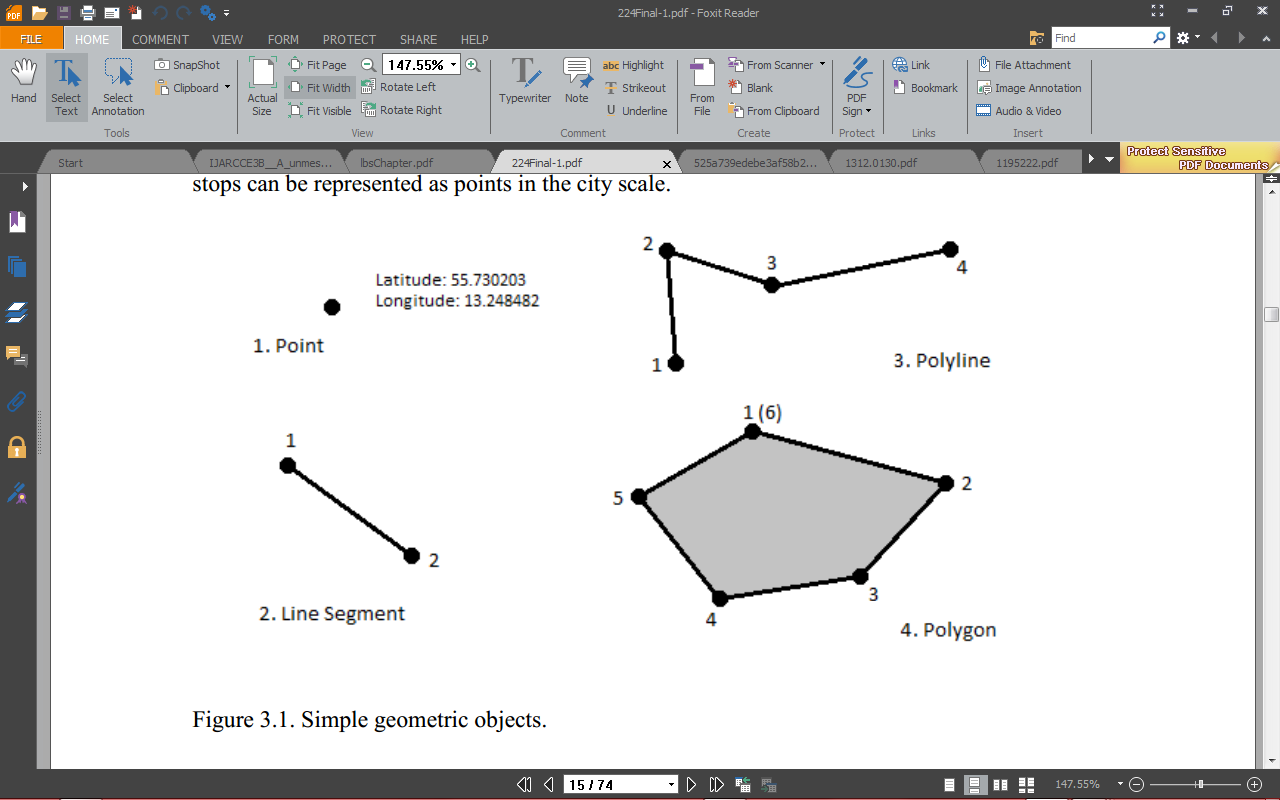 224Final-1.pdf - Foxit Reader
FILE HOME COMMENT VIEW FORM PROTECT SHARE HELP
Find
Hand
Select Text
Select Annotation
SnapShot
Clipboard
Tools
Actual Size
Fit Page
Fit Width
Fit Visible
147.55%
Rotate Left
Rotate Right
View
Typewriter
Note
abc Highlight
T Strikeout
U Underline
Comment
From File
From Scanner
Blank
From Clipboard
Create
PDF Sign
Protect
Link
Bookmark
Links
File Attachment
Image Annotation
Audio & Video
Insert
Start
IJARCCE3B__A_unmes...
lbsChapter.pdf
224Final-1.pdf
525a739edebe3af58b2...
1312.0130.pdf
1195222.pdf
Protect Sensitive
PDF Documents
stops can be represented as points in the city scale.
Latitude: 55.730203
Longitude: 13.248482
1. Point
2
3
4
1
3. Polyline
1
2
2. Line Segment
1 (6)
2
5
3
4
4. Polygon
Figure 3.1. Simple geometric objects.
15 / 74
147.55%